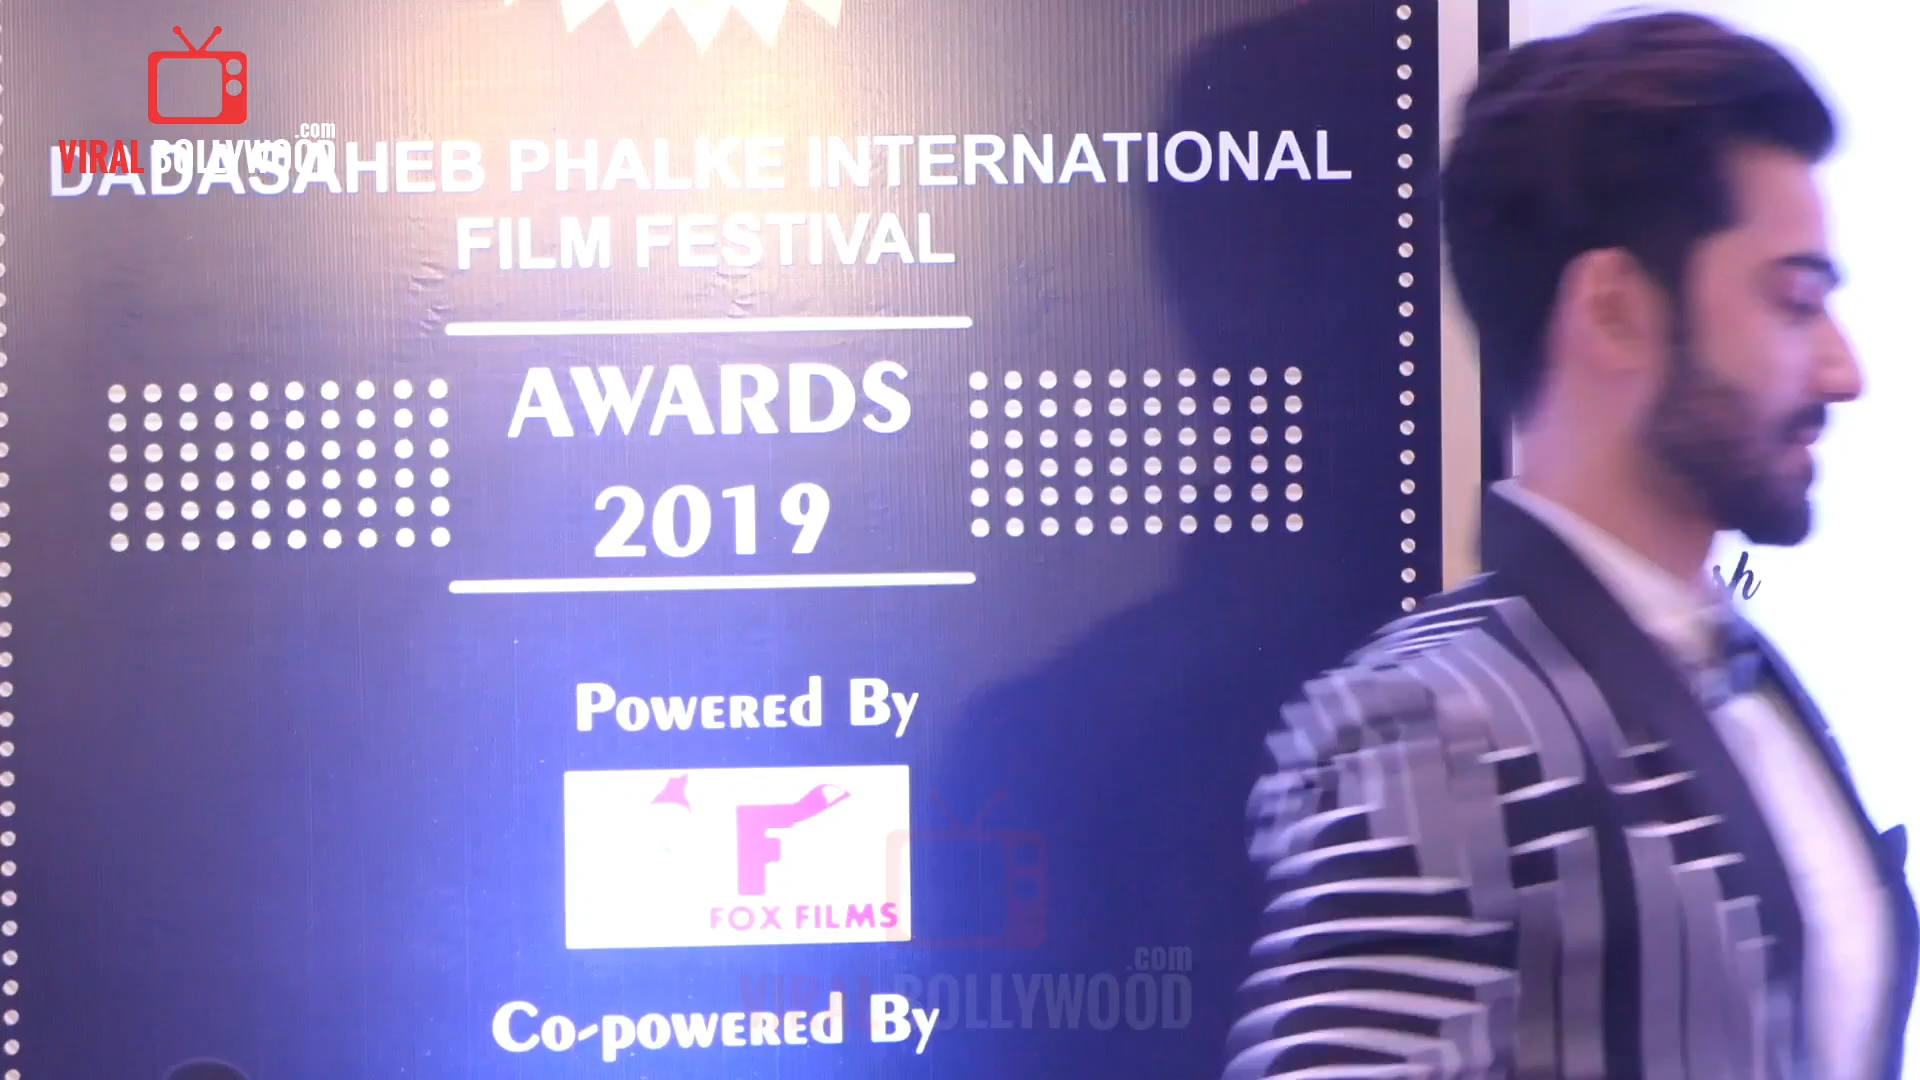 .com
VIRAL BOLLYWOOD
DADASAHEB PHALKE INTERNATIONAL
FILM FESTIVAL
AWARDS
2019
Powered By
F
FOX FILMS
sh
.com
VIRAL BOLLYWOOD
Co-powered By